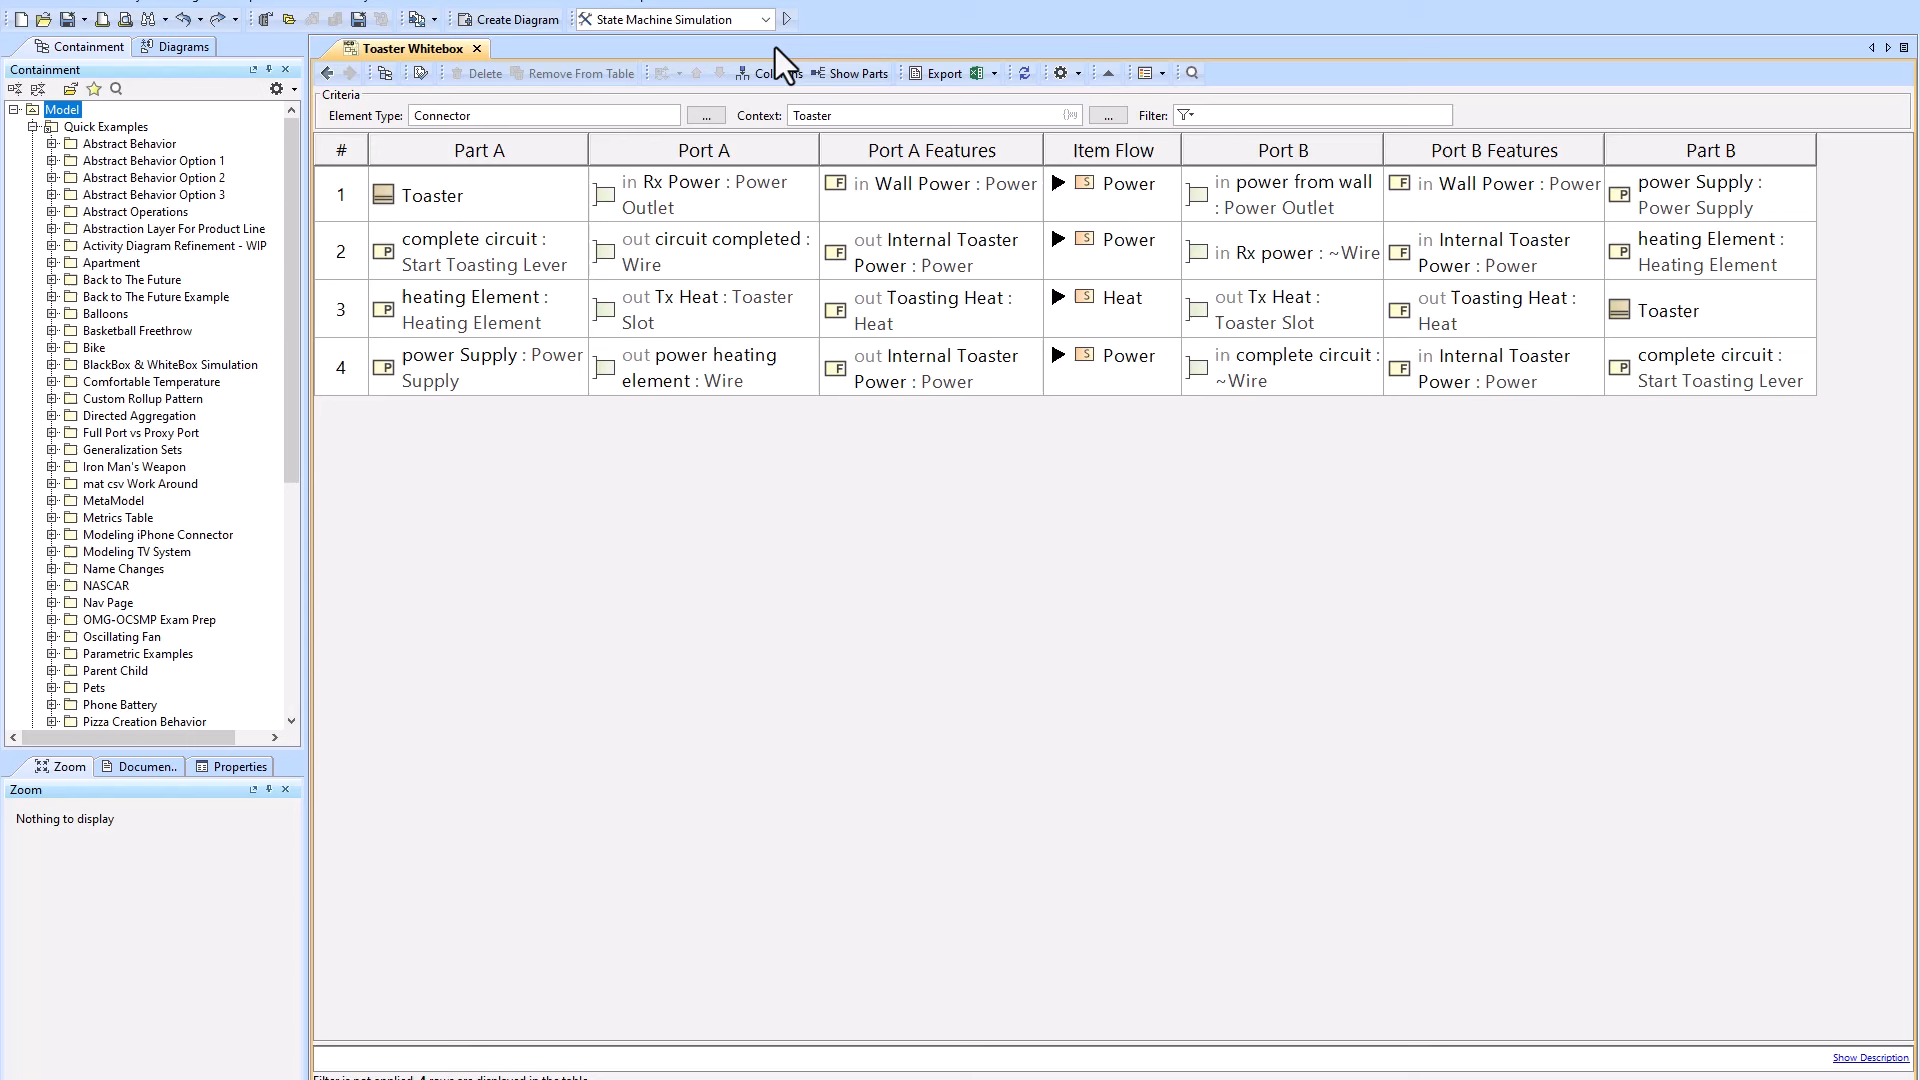 Create Diagram
State Machine Simulation
Containment
Diagrams
Toaster Whitebox
Containment
Delete
Remove From Table
Show Parts
Export
Criteria
Element Type:
Connector
...
Context:
Toaster
...
Filter:
Model
Quick Examples
Abstract Behavior
Abstract Behavior Option 1
Abstract Behavior Option 2
Abstract Behavior Option 3
Abstract Operations
Abstraction Layer For Product Line
Activity Diagram Refinement - WIP
Apartment
Back to The Future
Back to The Future Example
Balloons
Basketball Freethrow
Bike
BlackBox & WhiteBox Simulation
Comfortable Temperature
Custom Rollup Pattern
Directed Aggregation
Full Port vs Proxy Port
Generalization Sets
Iron Man's Weapon
mat csv Work Around
MetaModel
Metrics Table
Modeling iPhone Connector
Modeling TV System
Name Changes
NASCAR
Nav Page
OMG-OCSMP Exam Prep
Oscillating Fan
Parametric Examples
Parent Child
Pets
Phone Battery
Pizza Creation Behavior
# Part A Port A Port A Features Item Flow Port B Port B Features Part B
1
Toaster
in Rx Power : Power
Outlet
in Wall Power : Power
Power
in power from wall
: Power Outlet
in Wall Power : Power
power Supply :
Power Supply
2
complete circuit :
Start Toasting Lever
out circuit completed :
Wire
out Internal Toaster
Power : Power
Power
in Rx power : ~Wire
in Internal Toaster
Power : Power
heating Element :
Heating Element
3
heating Element :
Heating Element
out Tx Heat : Toaster
Slot
out Toasting Heat :
Heat
Heat
out Tx Heat :
Toaster Slot
out Toasting Heat :
Heat
Toaster
4
power Supply : Power
Supply
out power heating
element : Wire
out Internal Toaster
Power : Power
Power
in complete circuit :
~Wire
in Internal Toaster
Power : Power
complete circuit :
Start Toasting Lever
Zoom
Documen..
Properties
Zoom
Nothing to display
Show Description